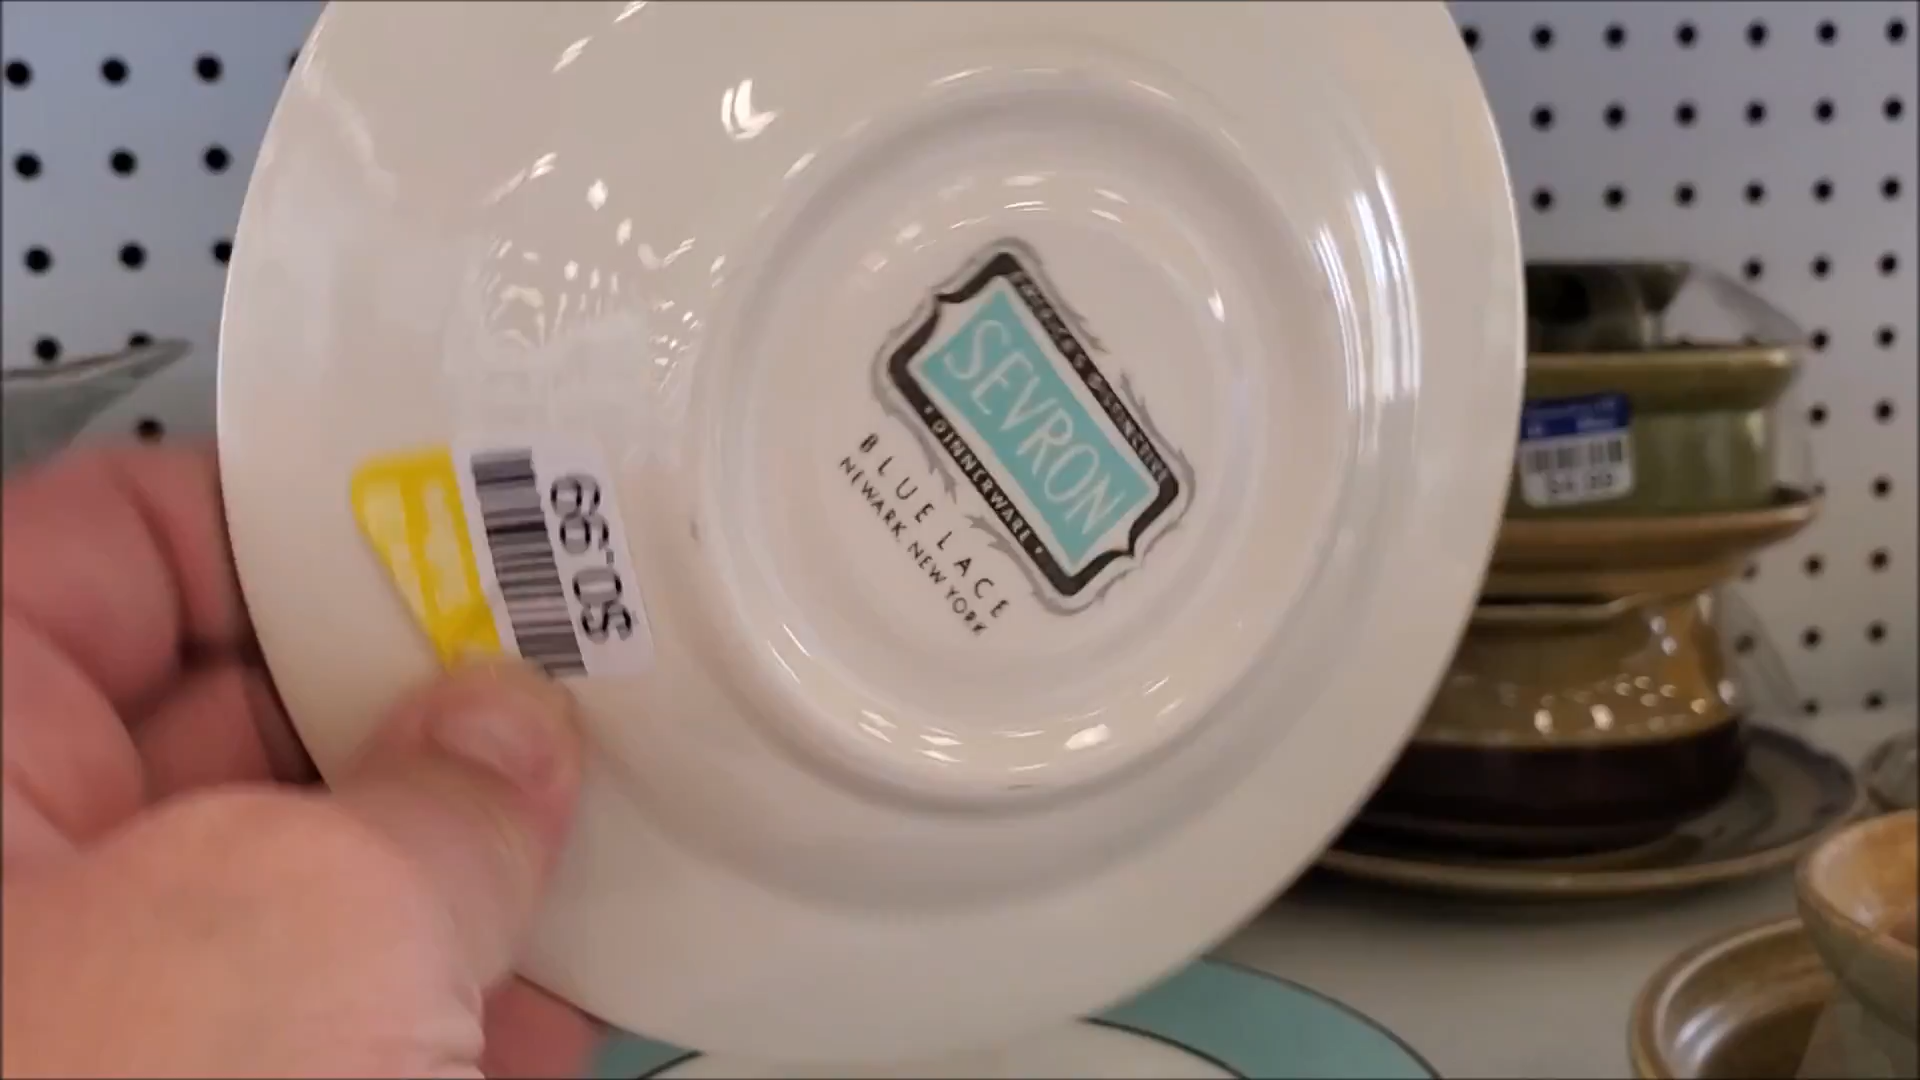 SEVRON
• DINNERWARE •
BLUE LACE
NEWARK, NEW YORK
$0.99